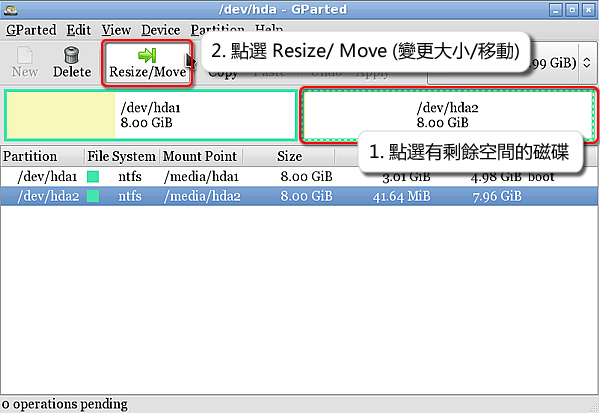 /dev/hda - GParted
GParted Edit View Device Partition Help
2. 點選 Resize/ Move (變更大小/移動)
New Delete Resize/Move Copy Paste Undo Apply 99 GiB)
/dev/hda1
8.00 GiB
/dev/hda2
8.00 GiB
1. 點選有剩餘空間的磁碟
Partition File System Mount Point Size
/dev/hda1 ntfs /media/hda1 8.00 GiB 3.01 GiB 4.98 GiB boot
/dev/hda2 ntfs /media/hda2 8.00 GiB 41.64 MiB 7.96 GiB
0 operations pending